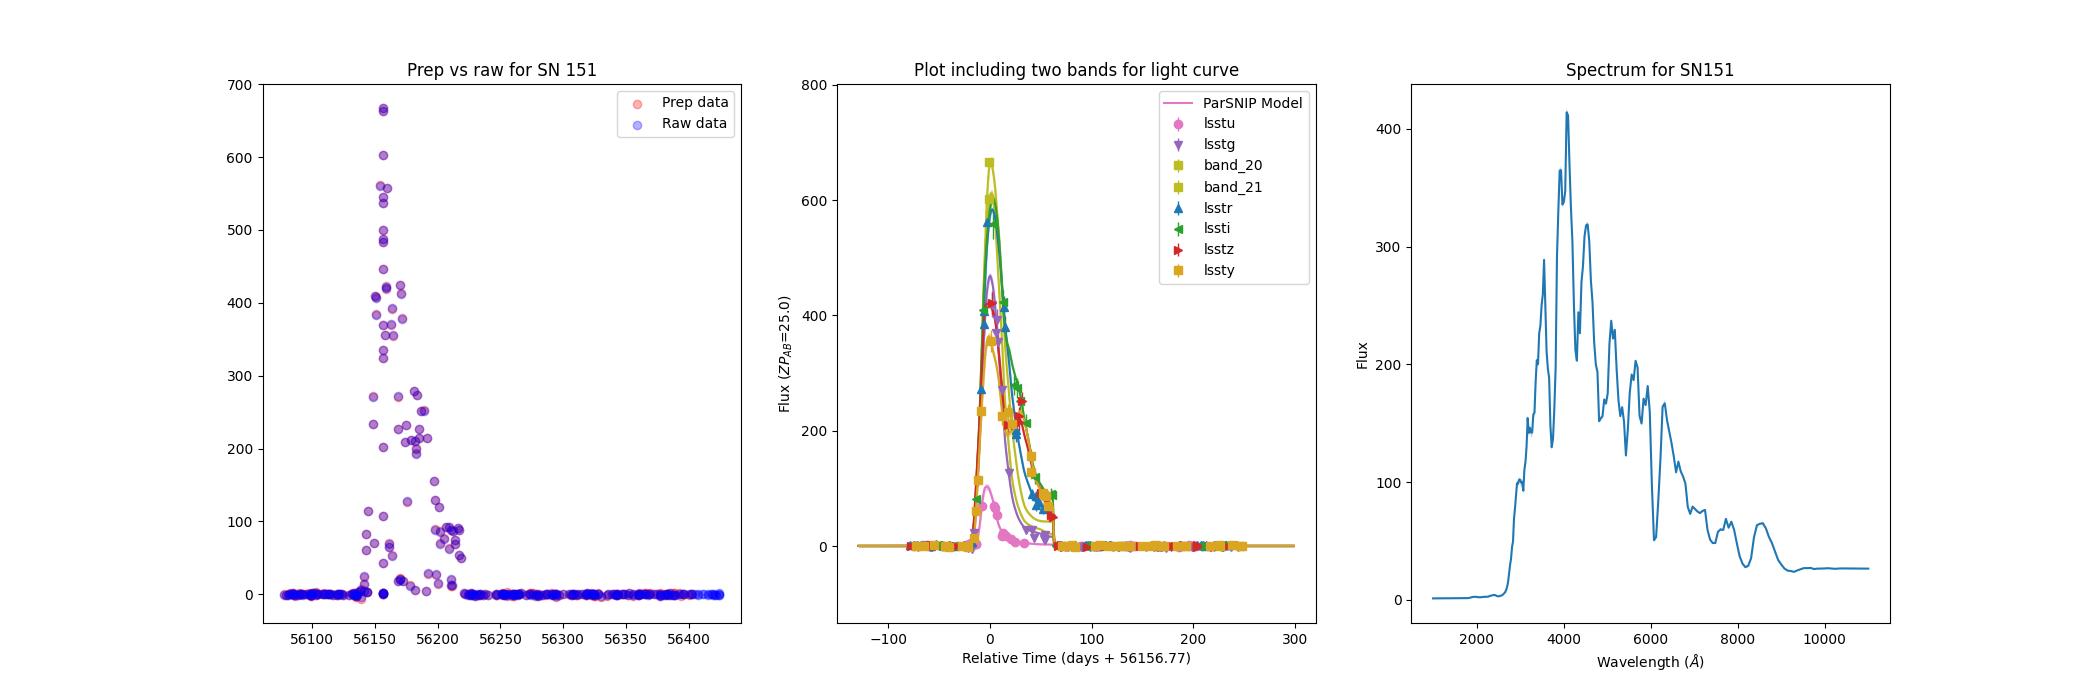 Prep vs raw for SN 151
700
600
500
400
300
200
100
0
56100 56150 56200 56250 56300 56350 56400
Prep data
Raw data
Plot including two bands for light curve
Flux (ZP_AB=25.0)
800
600
400
200
0
−100 0 100 200 300
Relative Time (days + 56156.77)
ParSNIP Model
lsstu
lsstg
band_20
band_21
lsstr
lssti
lsstz
lssty
Spectrum for SN151
Flux
400
300
200
100
0
2000 4000 6000 8000 10000
Wavelength (Å)